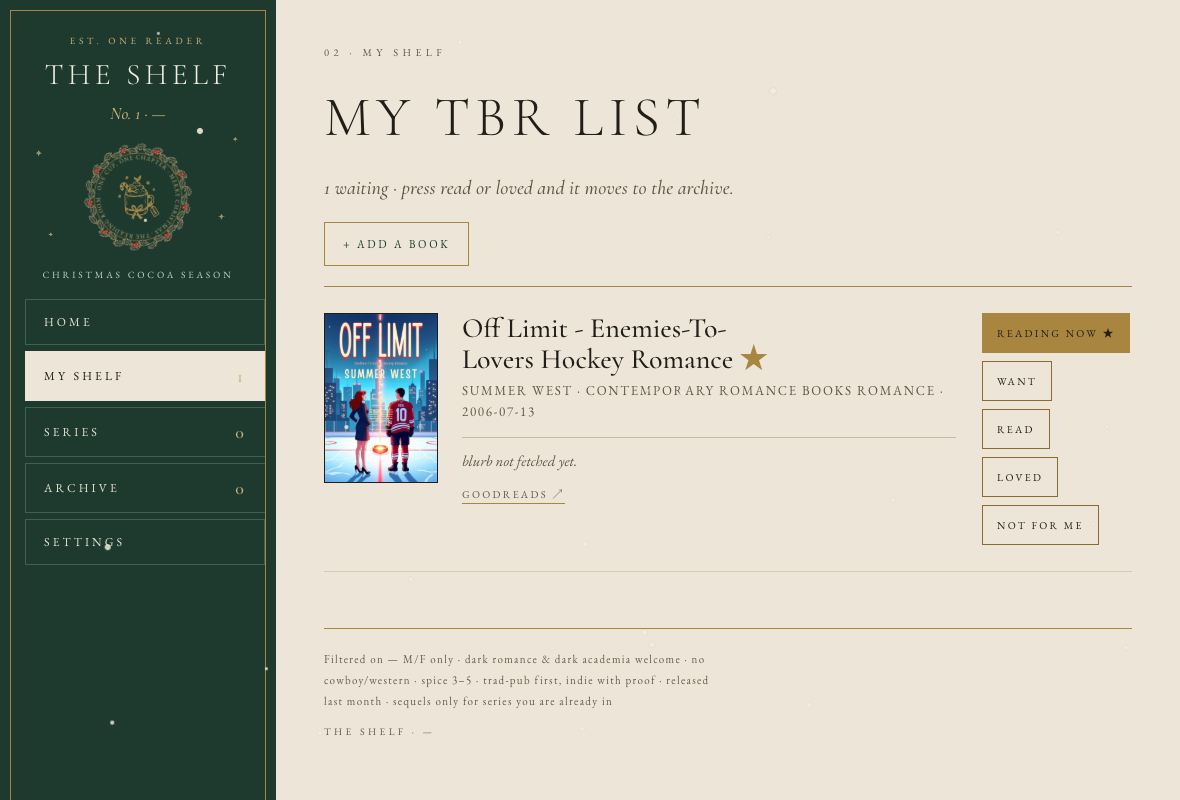 EST. ONE READER
THE SHELF
No. 1 · —
CHRISTMAS COCOA SEASON
HOME
MY SHELF 1
SERIES 0
ARCHIVE 0
SETTINGS
02 · MY SHELF
MY TBR LIST
1 waiting · press read or loved and it moves to the archive.
+ ADD A BOOK
OFF LIMIT
SUMMER WEST
10
Off Limit - Enemies-To-
Lovers Hockey Romance ★
SUMMER WEST · CONTEMPORARY ROMANCE BOOKS ROMANCE ·
2006-07-13
blurb not fetched yet.
GOODREADS ↗
READING NOW ★
WANT
READ
LOVED
NOT FOR ME
Filtered on — M/F only · dark romance & dark academia welcome · no
cowboy/western · spice 3–5 · trad-pub first, indie with proof · released
last month · sequels only for series you are already in
THE SHELF · —